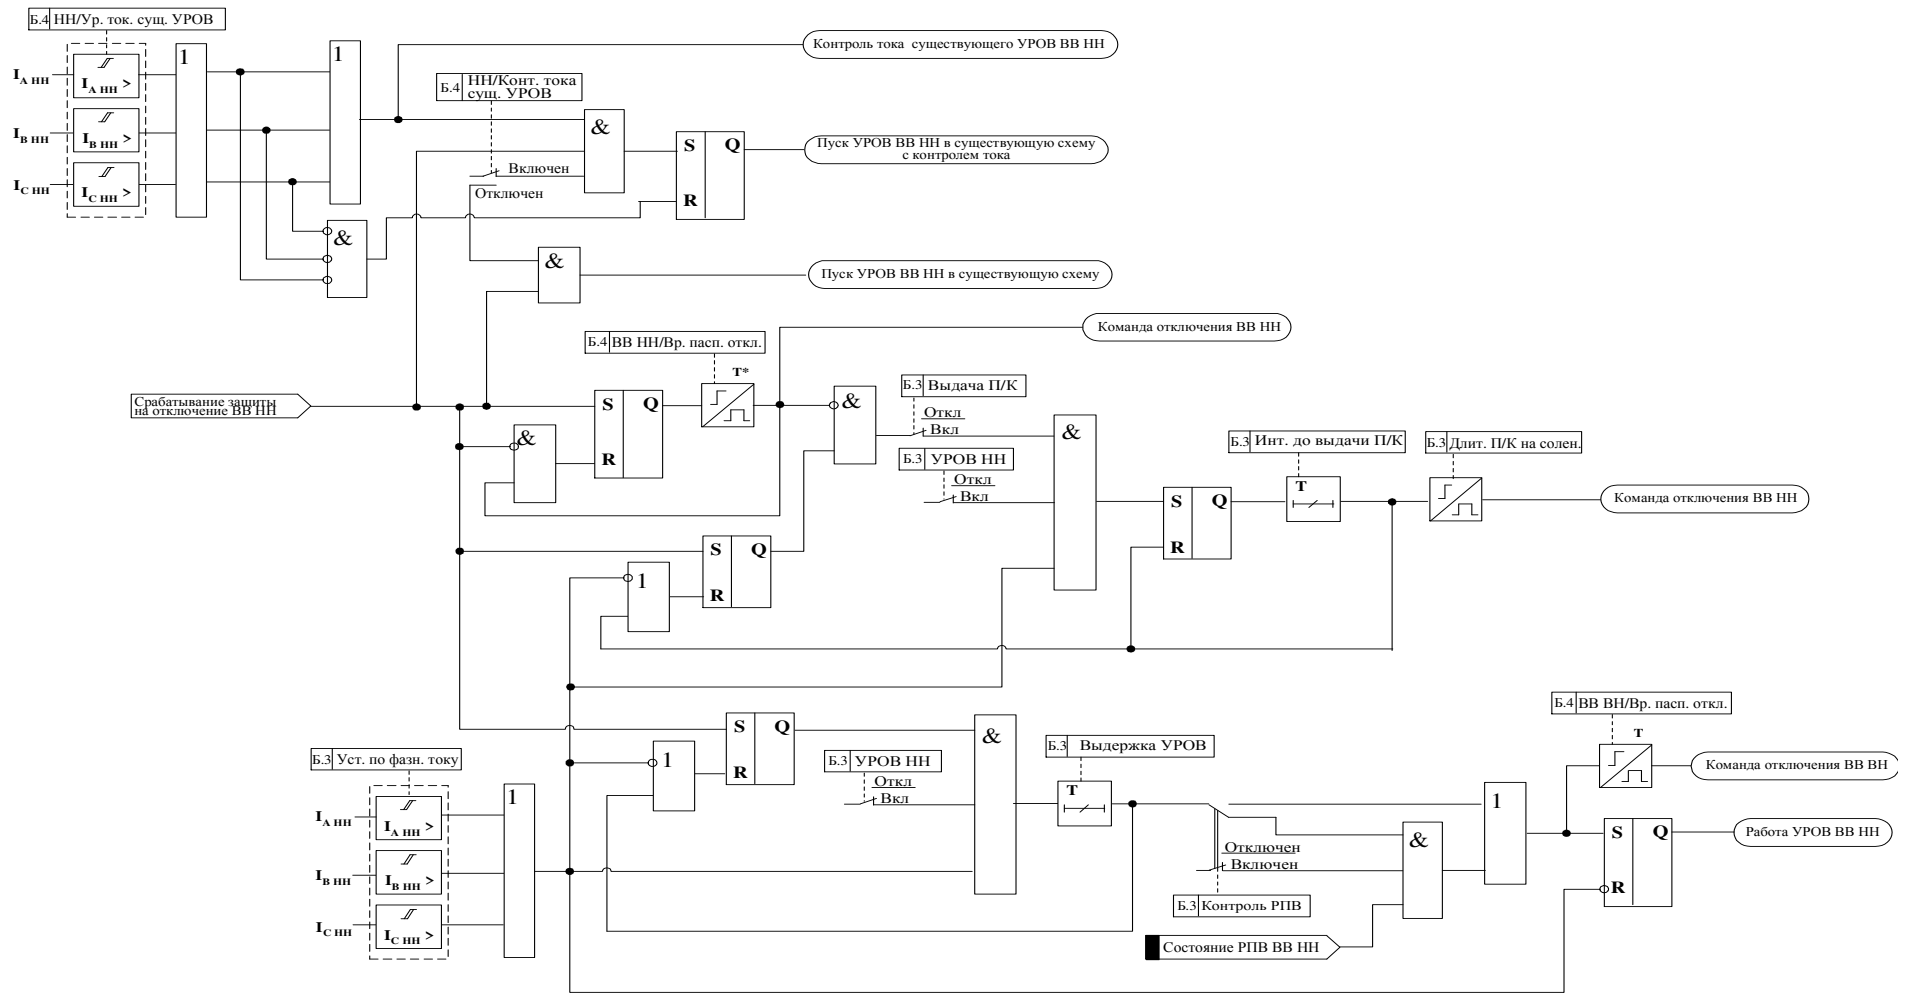 Б.4 НН/Ур. ток. сущ. УРОВ
I А НН
I А НН >
I В НН
I В НН >
I С НН
I С НН >
1
1
Контроль тока существующего УРОВ ВВ НН
Б.4 НН/Конт. тока
сущ. УРОВ
&
Включен
Отключен
S Q
R
Пуск УРОВ ВВ НН в существующую схему
с контролем тока
&
&
Пуск УРОВ ВВ НН в существующую схему
Б.4 ВВ НН/Вр. пасп. откл.
T*
Команда отключения ВВ НН
Срабатывание защиты
на отключение ВВ НН
S Q
R
&
&
Б.3 Выдача П/К
Откл
Вкл
Б.3 УРОВ НН
Откл
Вкл
&
S Q
R
Б.3 Инт. до выдачи П/К
T
Б.3 Длит. П/К на солен.
Команда отключения ВВ НН
S Q
R
1
S Q
R
1
Б.3 Уст. по фазн. току
I А НН
I А НН >
I В НН
I В НН >
I С НН
I С НН >
1
Б.3 УРОВ НН
Откл
Вкл
&
Б.3 Выдержка УРОВ
T
Отключен
Включен
Б.3 Контроль РПВ
Состояние РПВ ВВ НН
&
1
Б.4 ВВ ВН/Вр. пасп. откл.
T
Команда отключения ВВ ВН
S Q
R
Работа УРОВ ВВ НН